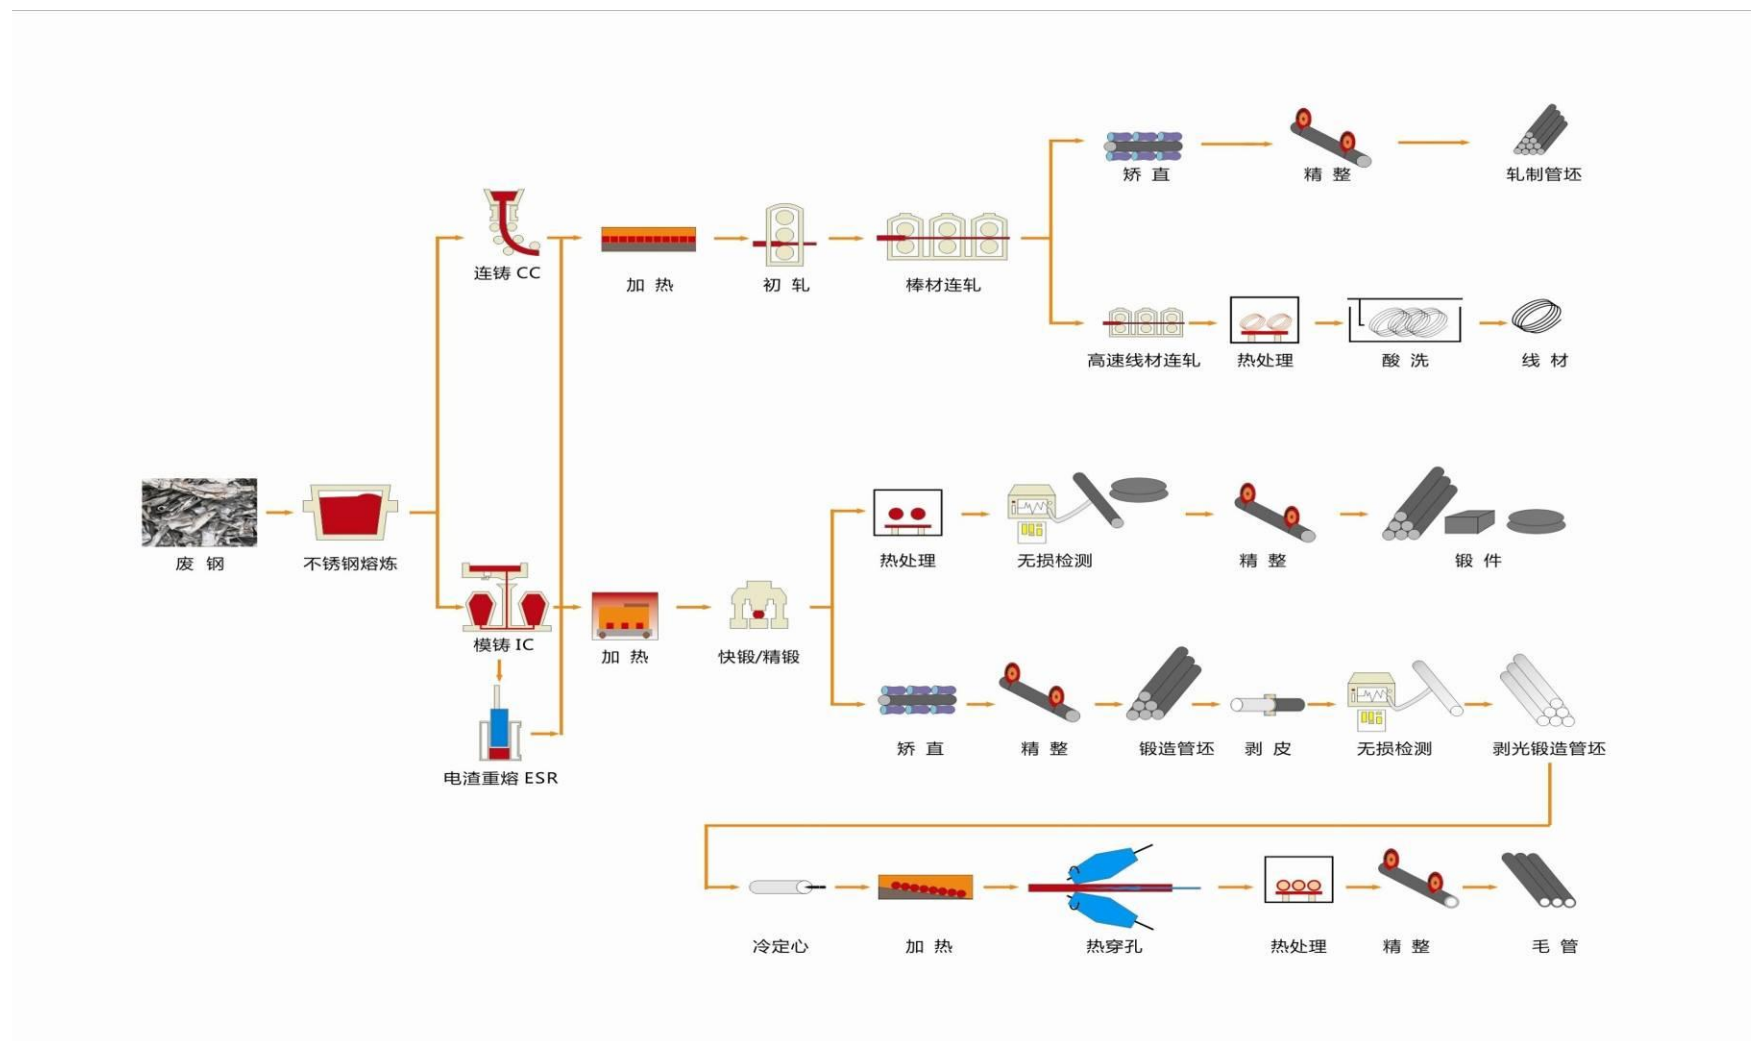 矫 直
精 整
轧制管坯
连铸 CC
加 热
初 轧
棒材连轧
高速线材连轧
热处理
酸 洗
线 材
废 钢
不锈钢熔炼
热处理
无损检测
精 整
锻 件
模铸 IC
加 热
快锻/精锻
矫 直
精 整
锻造管坯
剥 皮
无损检测
剥光锻造管坯
电渣重熔 ESR
冷定心
加 热
热穿孔
热处理
精 整
毛 管